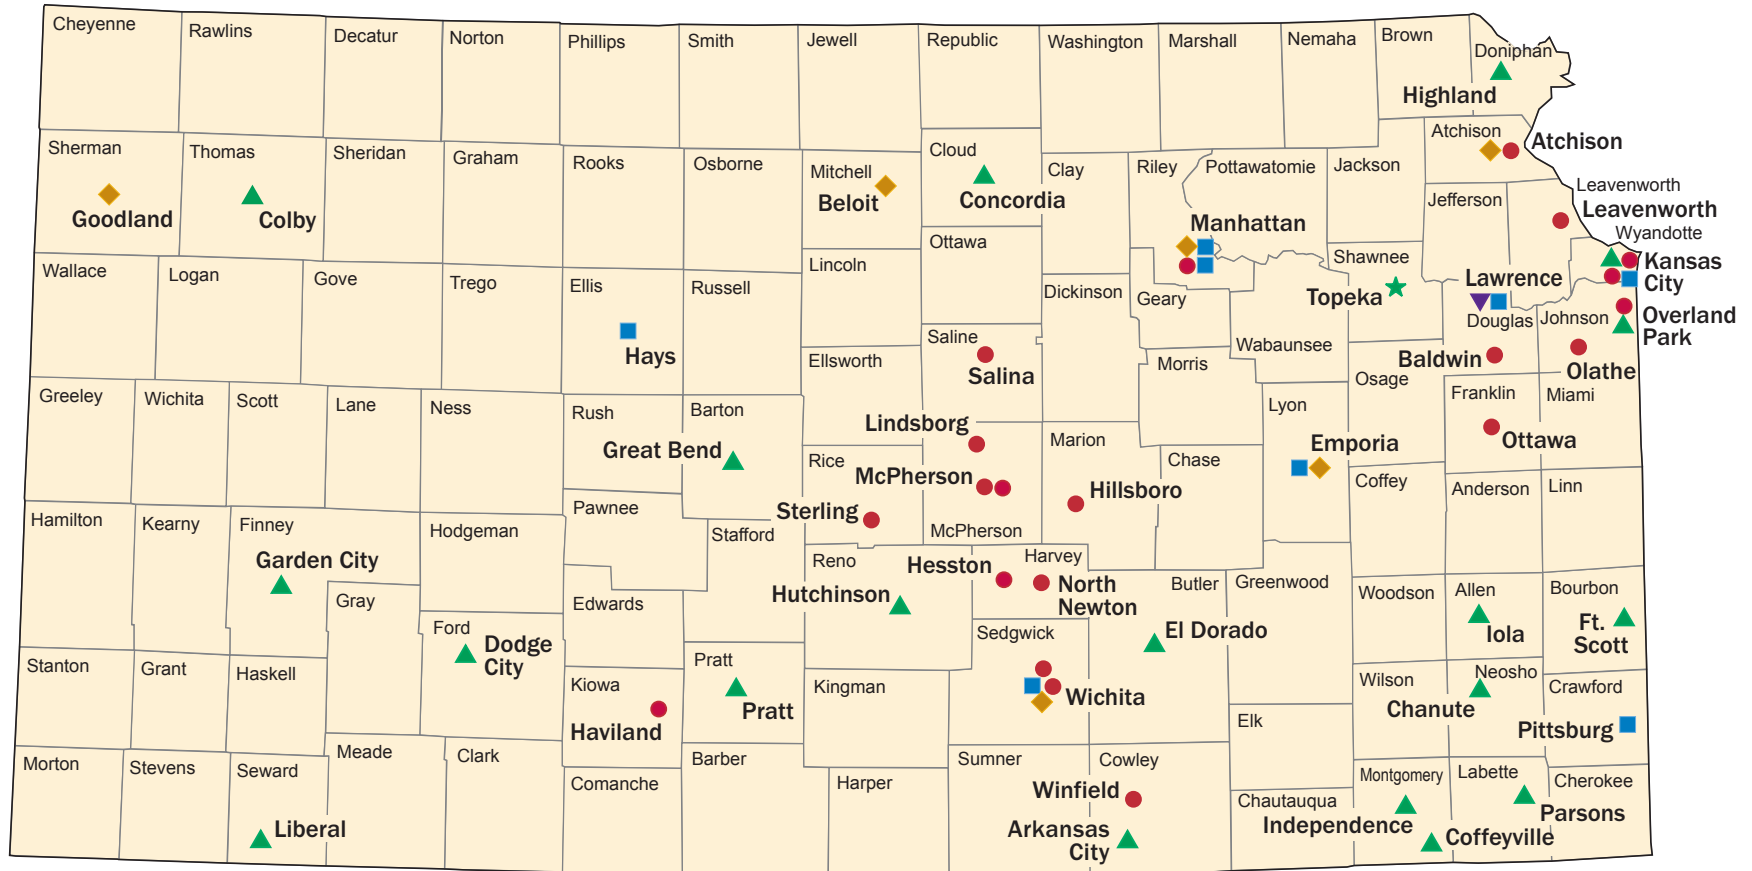 Cheyenne
Rawlins
Decatur
Norton
Phillips
Smith
Jewell
Republic
Washington
Marshall
Nemaha
Brown
Doniphan
Highland
Sherman
Goodland
Thomas
Colby
Sheridan
Graham
Rooks
Osborne
Mitchell
Beloit
Cloud
Concordia
Clay
Riley
Pottawatomie
Manhattan
Jackson
Atchison
Atchison
Jefferson
Leavenworth
Leavenworth
Wyandotte
Kansas
City
Wallace
Logan
Gove
Trego
Ellis
Hays
Russell
Lincoln
Ottawa
Dickinson
Geary
Shawnee
Topeka
Lawrence
Douglas
Johnson
Overland
Park
Ellsworth
Saline
Salina
Morris
Wabaunsee
Osage
Baldwin
Olathe
Greeley
Wichita
Scott
Lane
Ness
Rush
Barton
Great Bend
Rice
Lindsborg
McPherson
Sterling
McPherson
Marion
Hillsboro
Chase
Lyon
Emporia
Franklin
Ottawa
Miami
Coffey
Anderson
Linn
Hamilton
Kearny
Finney
Garden City
Hodgeman
Pawnee
Stafford
Reno
Hutchinson
Harvey
Hesston
North
Newton
Butler
El Dorado
Greenwood
Woodson
Allen
Iola
Bourbon
Ft.
Scott
Gray
Ford
Dodge
City
Edwards
Stanton
Grant
Haskell
Kiowa
Haviland
Pratt
Pratt
Kingman
Sedgwick
Wichita
Elk
Wilson
Neosho
Chanute
Crawford
Pittsburg
Morton
Stevens
Seward
Liberal
Meade
Clark
Comanche
Barber
Harper
Sumner
Cowley
Winfield
Arkansas
City
Chautauqua
Montgomery
Independence
Coffeyville
Labette
Parsons
Cherokee